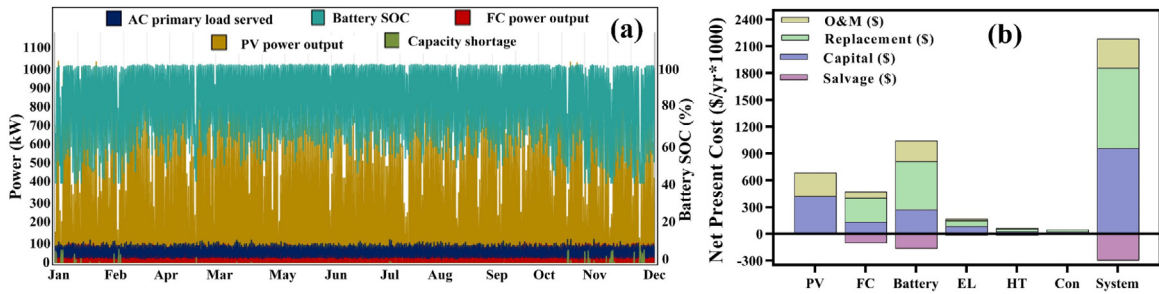 AC primary load served Battery SOC FC power output
PV power output Capacity shortage
(a)
Power (kW)
1100
1000
900
800
700
600
500
400
300
200
100
0
Battery SOC (%)
100
80
60
40
20
0
Jan Feb Apr Mar May Jun Jul Aug Sep Oct Nov Dec
(b)
Net Present Cost ($/yr*1000)
2400
2100
1800
1500
1200
900
600
300
0
-300
O&M ($)
Replacement ($)
Capital ($)
Salvage ($)
PV FC Battery EL HT Con System